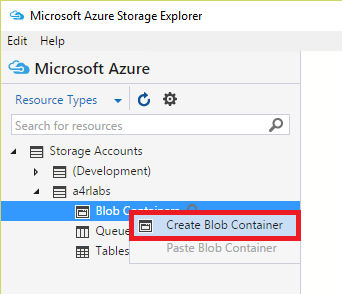 Microsoft Azure Storage Explorer
Edit Help
Microsoft Azure
Resource Types
Search for resources
Storage Accounts
(Development)
a4rlabs
Blob Containers
Create Blob Container
Queue
Paste Blob Container
Tables